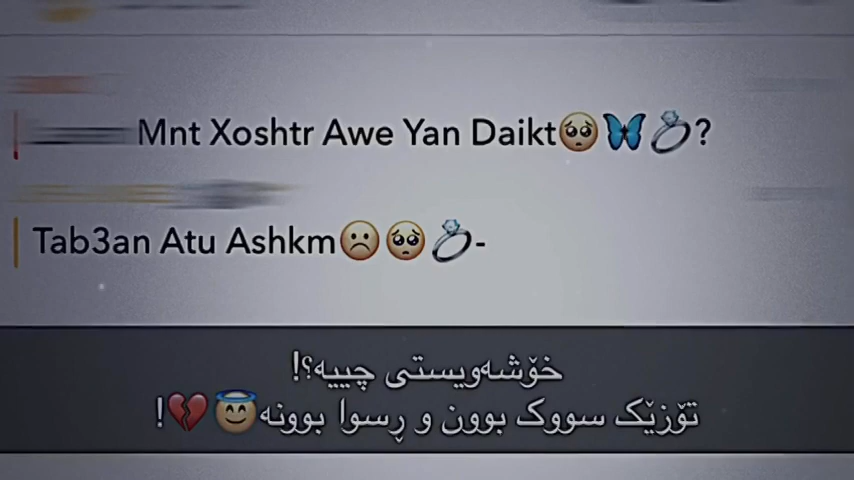 Mnt Xoshtr Awe Yan Daikt🥺🦋💍?
Tab3an Atu Ashkm☹️🥺💍-
خۆشەویستی چییە؟!
تۆزێک سووک بوون و ڕسوا بوونە😇💔!